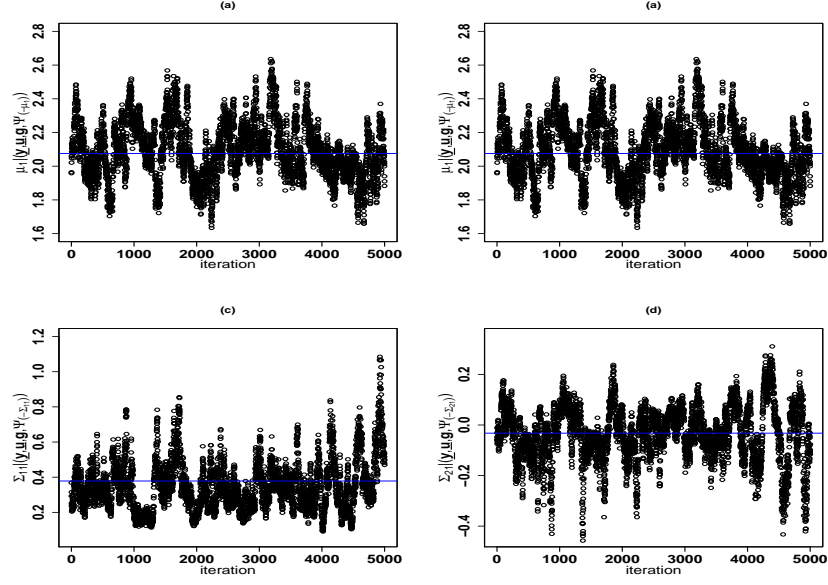 (a)
2.8
2.6
2.4
2.2
2.0
1.8
1.6
μ₁|(y,u,g,Ψ₍₋μ₁₎)
0 1000 2000 3000 4000 5000
iteration
(a)
2.8
2.6
2.4
2.2
2.0
1.8
1.6
μ₁|(y,u,g,Ψ₍₋μ₁₎)
0 1000 2000 3000 4000 5000
iteration
(c)
1.2
1.0
0.8
0.6
0.4
0.2
Σ₁₁|(y,u,g,Ψ₍₋Σ₁₁₎)
0 1000 2000 3000 4000 5000
iteration
(d)
0.2
0.0
−0.2
−0.4
Σ₂₁|(y,u,g,Ψ₍₋Σ₂₁₎)
0 1000 2000 3000 4000 5000
iteration